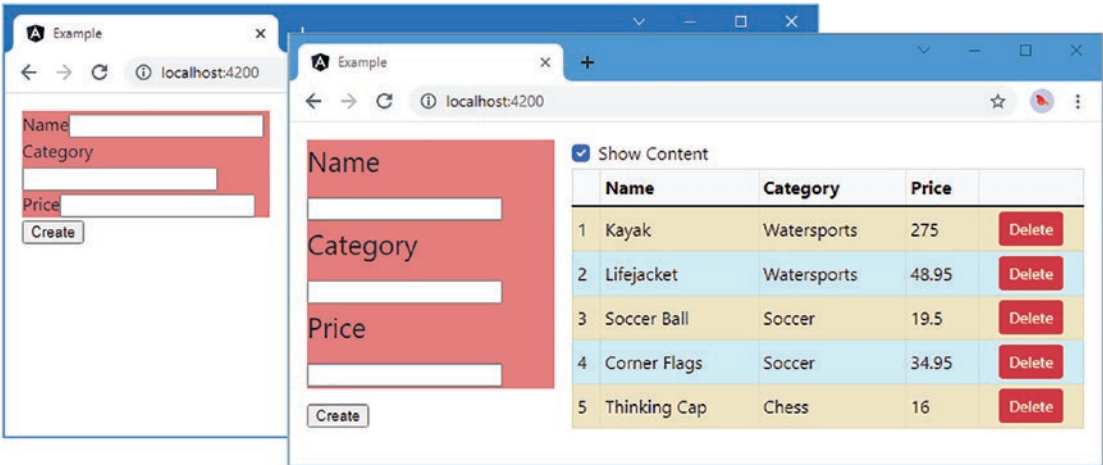 Example
localhost:4200
Name
Category
Price
Create
Example
localhost:4200
Name
Category
Price
Create
Show Content
Name Category Price
1 Kayak Watersports 275 Delete
2 Lifejacket Watersports 48.95 Delete
3 Soccer Ball Soccer 19.5 Delete
4 Corner Flags Soccer 34.95 Delete
5 Thinking Cap Chess 16 Delete